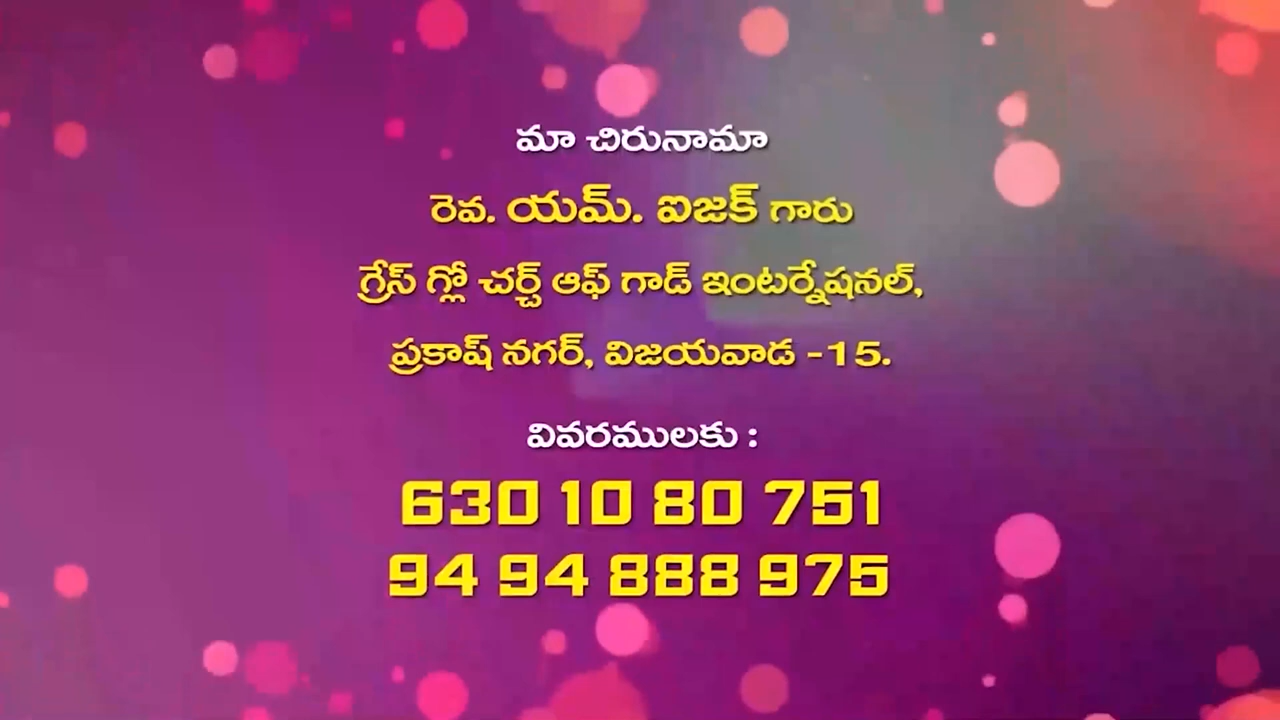 మా చిరునామా
రెవ. యమ్. ఐజక్ గారు
గ్రేస్ గ్లో చర్చ్ ఆఫ్ గాడ్ ఇంటర్నేషనల్,
ప్రకాష్ నగర్, విజయవాడ -15.
వివరములకు :
630 10 80 751
94 94 888 975